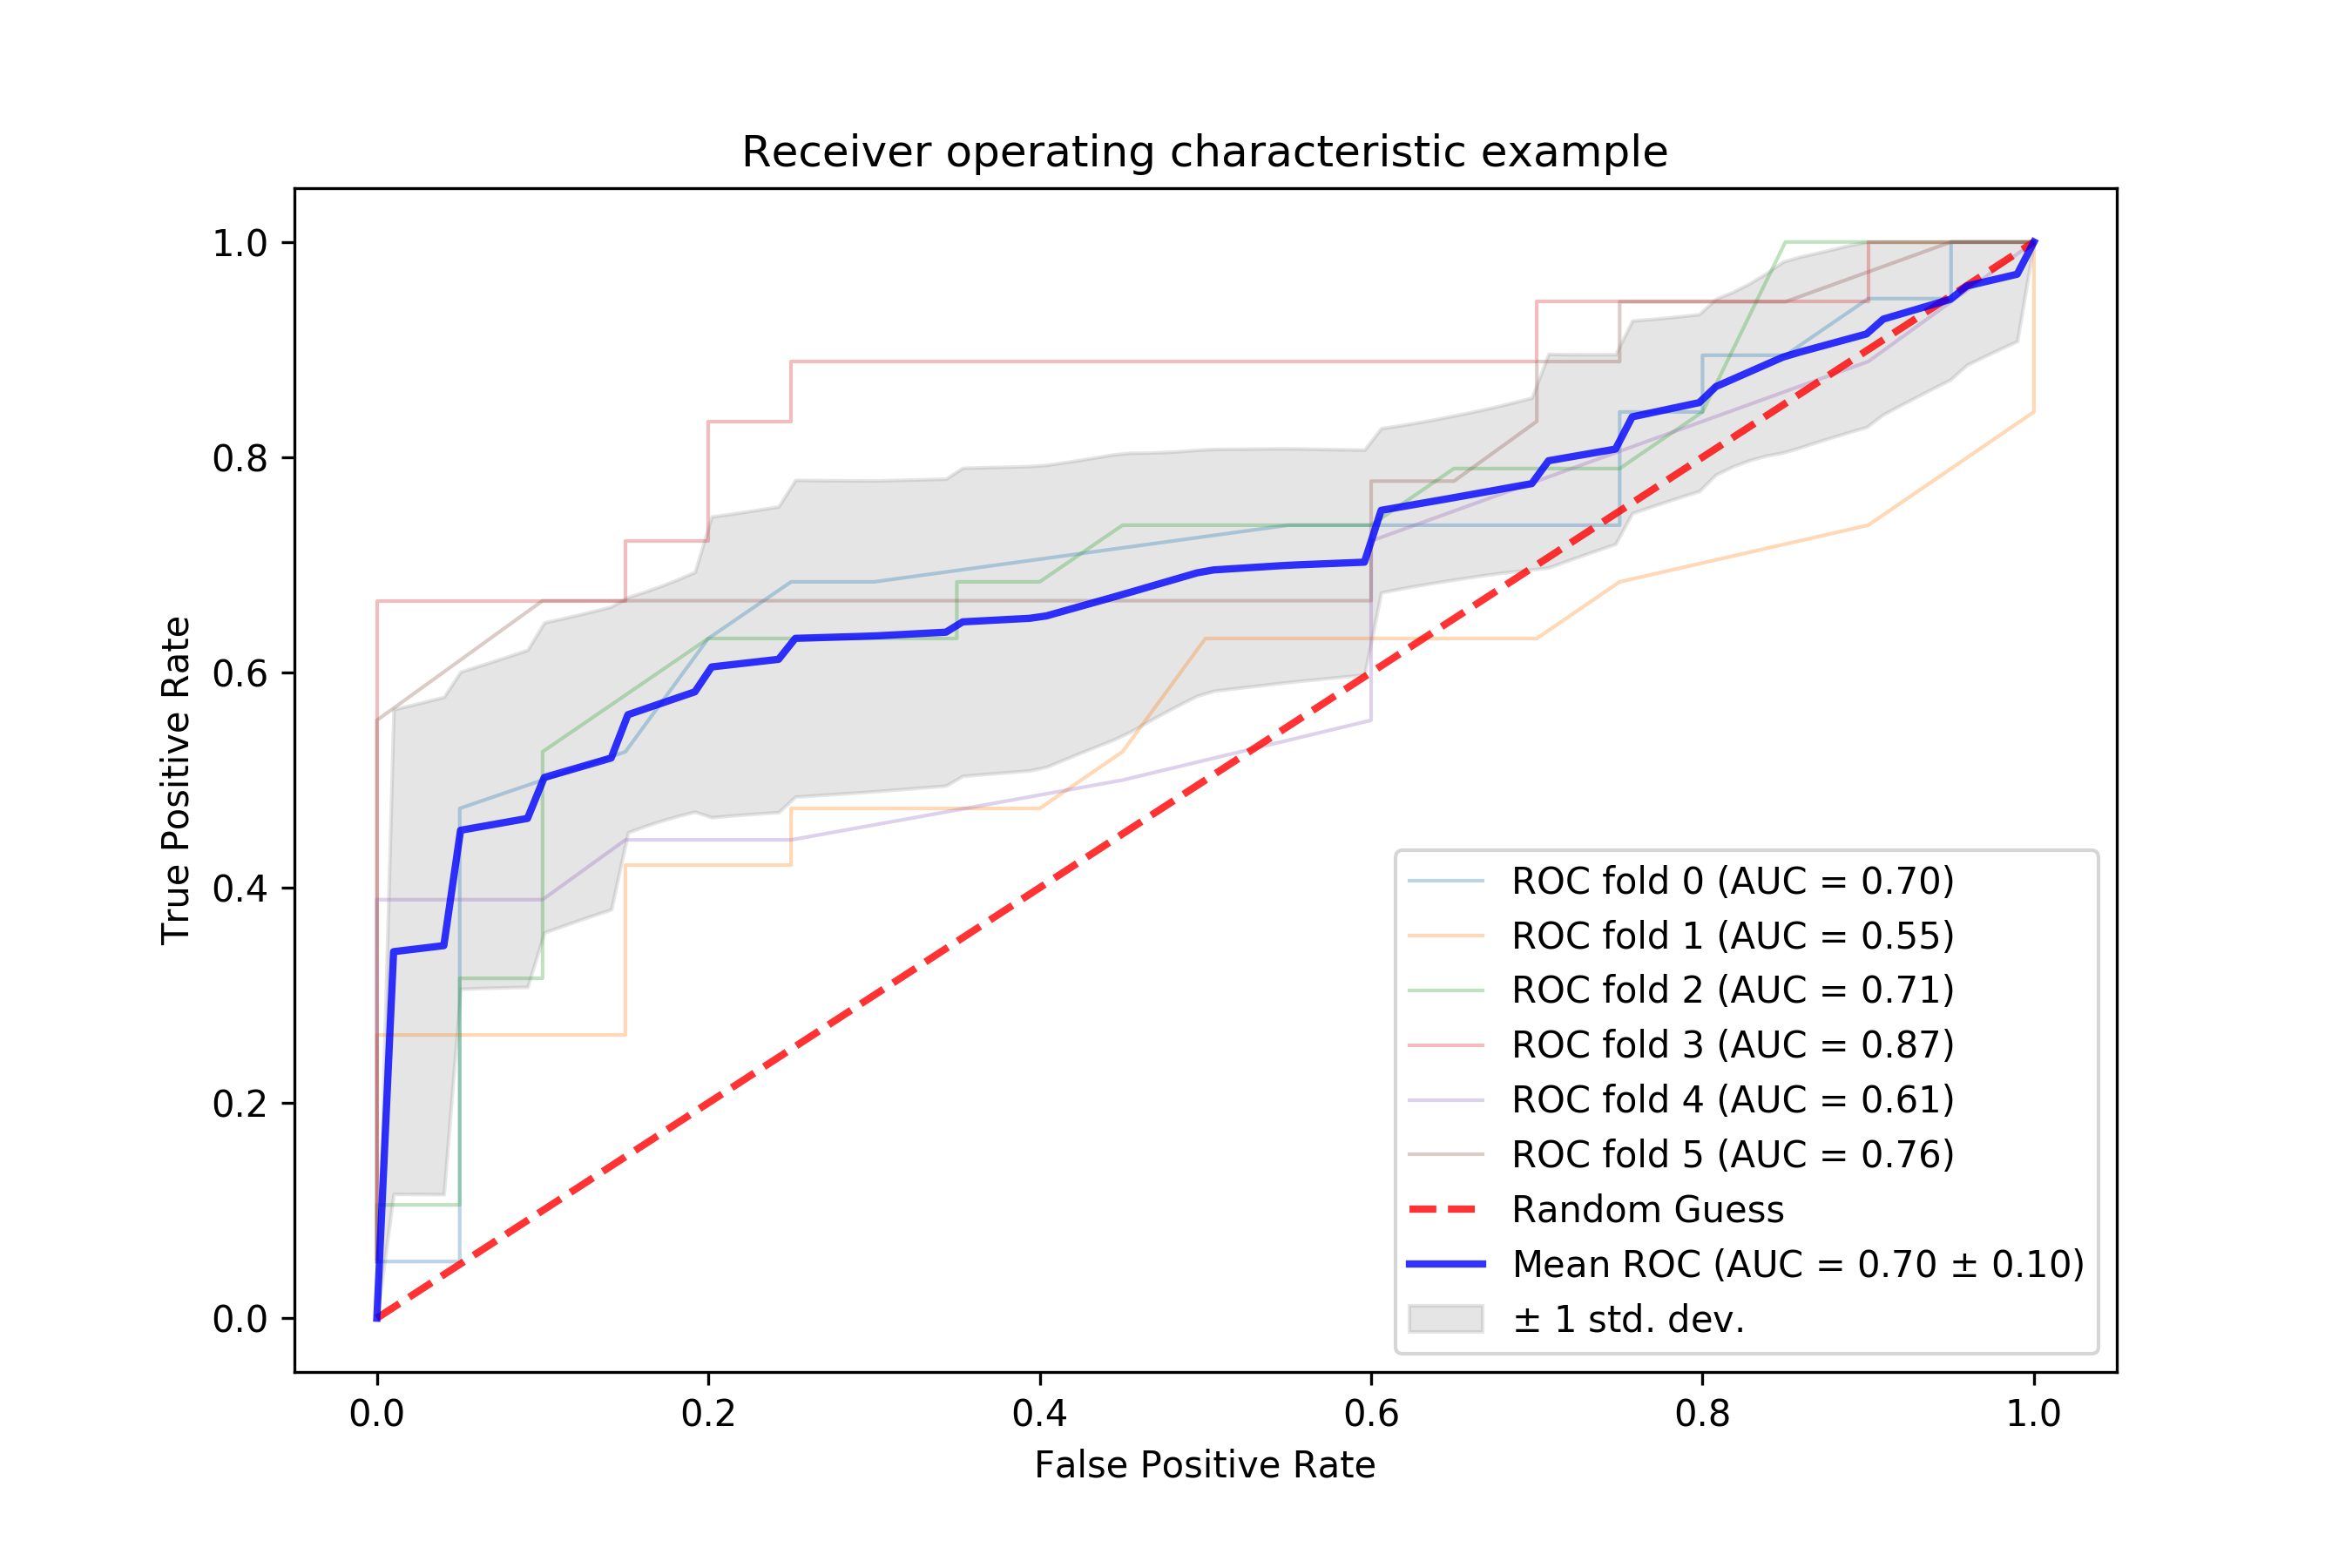 Receiver operating characteristic example
1.0
0.8
0.6
0.4
0.2
0.0
True Positive Rate
0.0 0.2 0.4 0.6 0.8 1.0
False Positive Rate
ROC fold 0 (AUC = 0.70)
ROC fold 1 (AUC = 0.55)
ROC fold 2 (AUC = 0.71)
ROC fold 3 (AUC = 0.87)
ROC fold 4 (AUC = 0.61)
ROC fold 5 (AUC = 0.76)
Random Guess
Mean ROC (AUC = 0.70 ± 0.10)
± 1 std. dev.